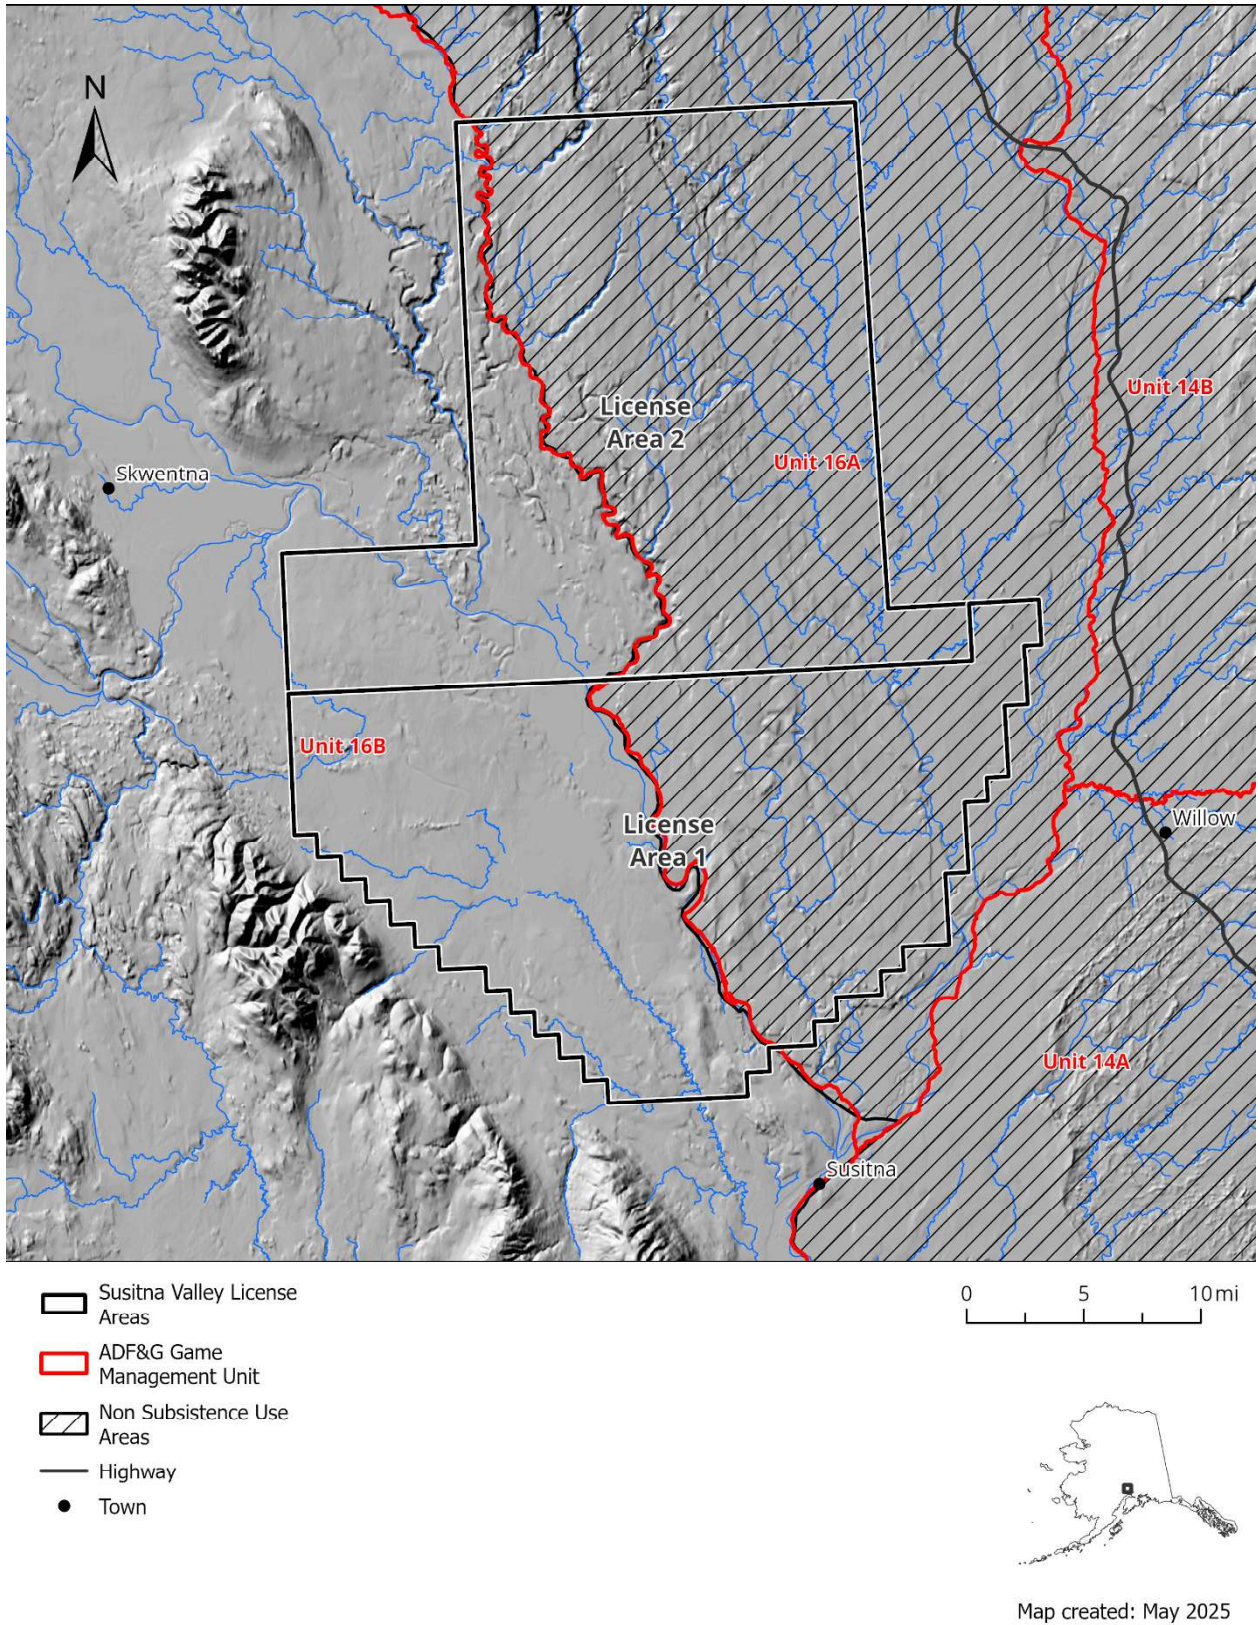 N
License
Area 2
Unit 14B
Unit 16A
Skwentna
Unit 16B
License
Area 1
Willow
Unit 14A
Susitna
Susitna Valley License
Areas
ADF&G Game
Management Unit
Non Subsistence Use
Areas
Highway
Town
0 5 10 mi
Map created: May 2025